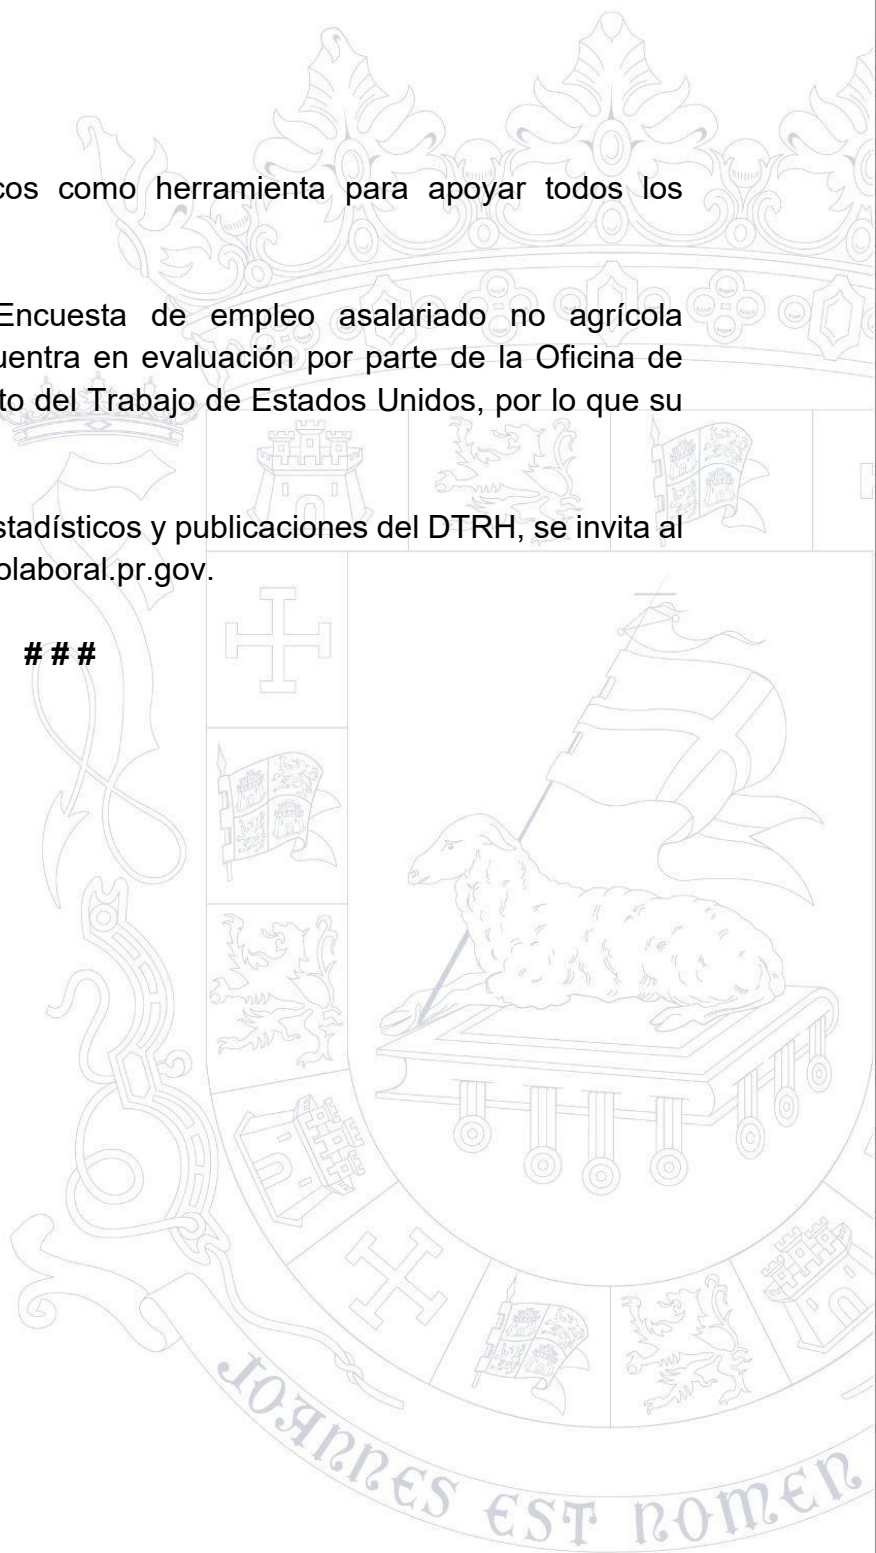 cos como herramienta para apoyar todos los
Encuesta de empleo asalariado no agrícola
uentra en evaluación por parte de la Oficina de
to del Trabajo de Estados Unidos, por lo que su
stadísticos y publicaciones del DTRH, se invita al
olaboral.pr.gov.
# # #
JOANNES EST NOMEN